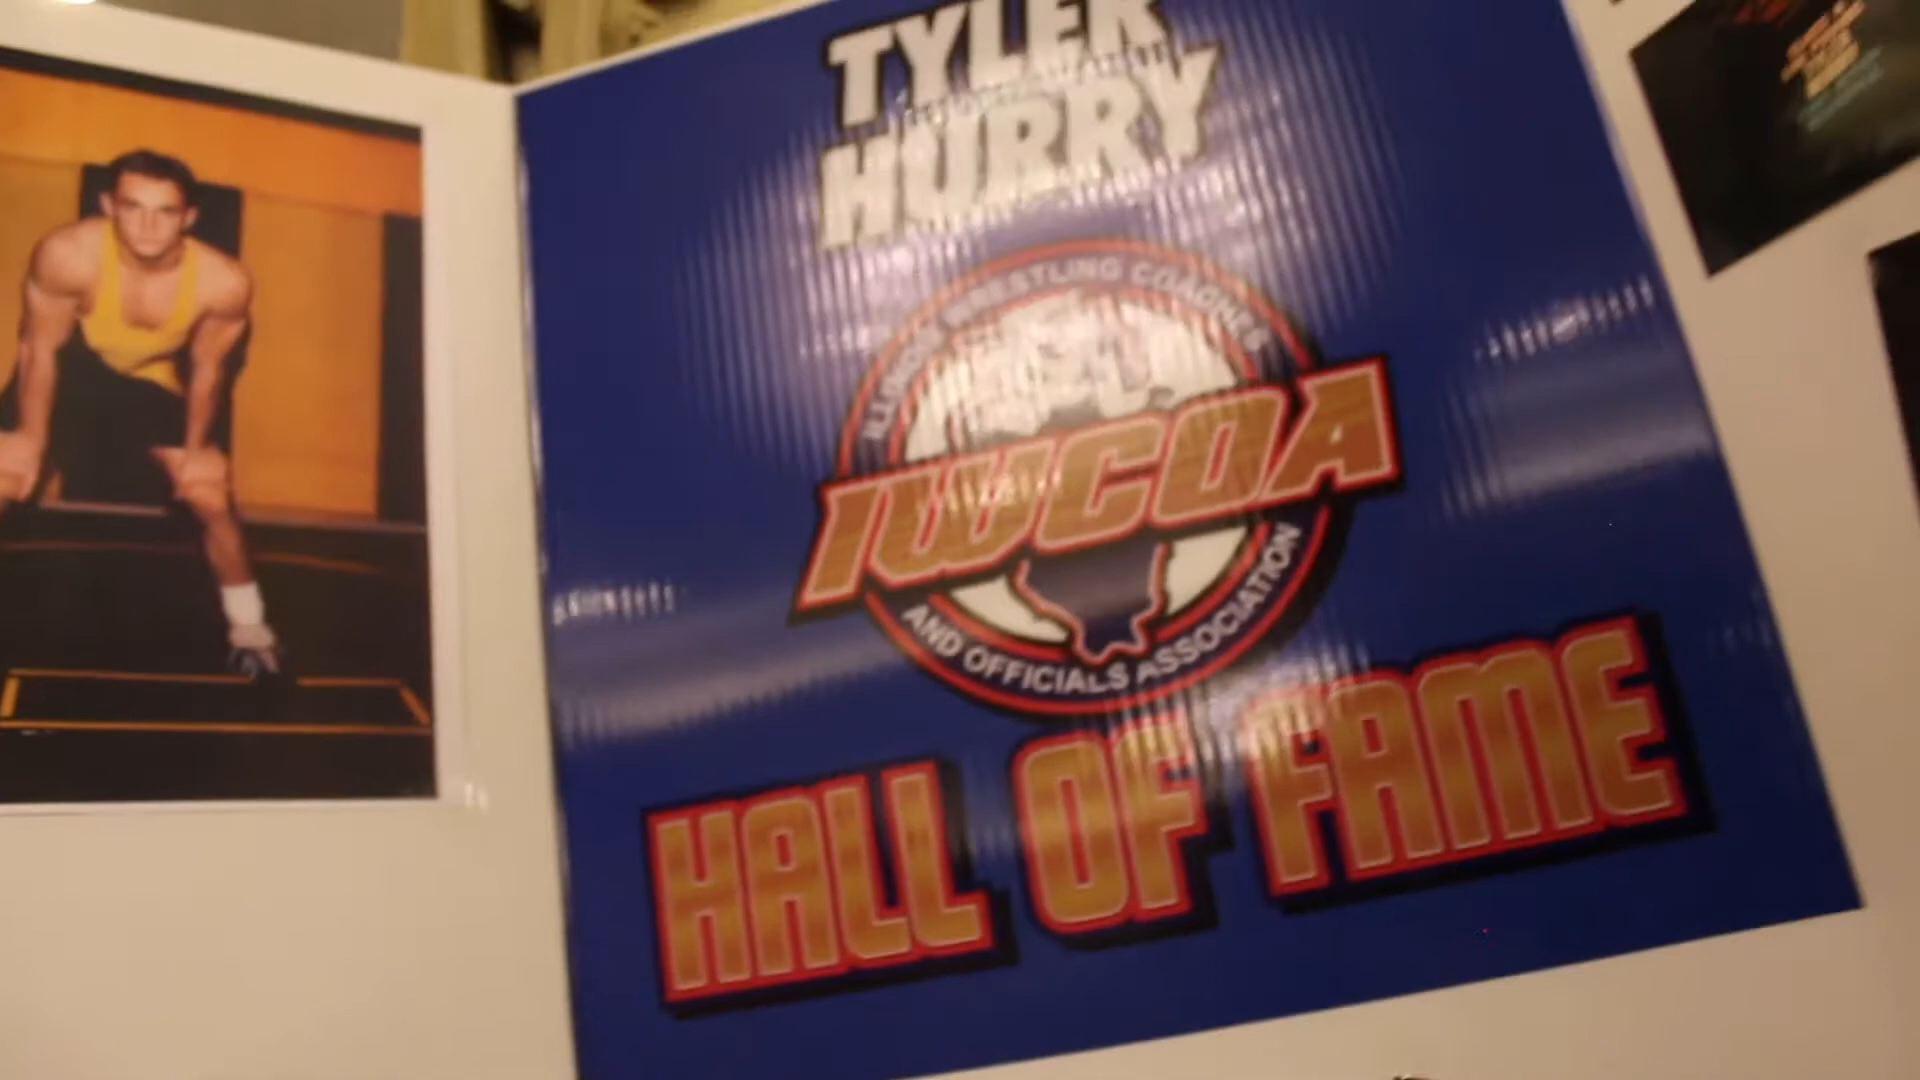 TYLER
HURRY
ILLINOIS WRESTLING COACHES
IWCOA
AND OFFICIALS ASSOCIATION
HALL OF FAME